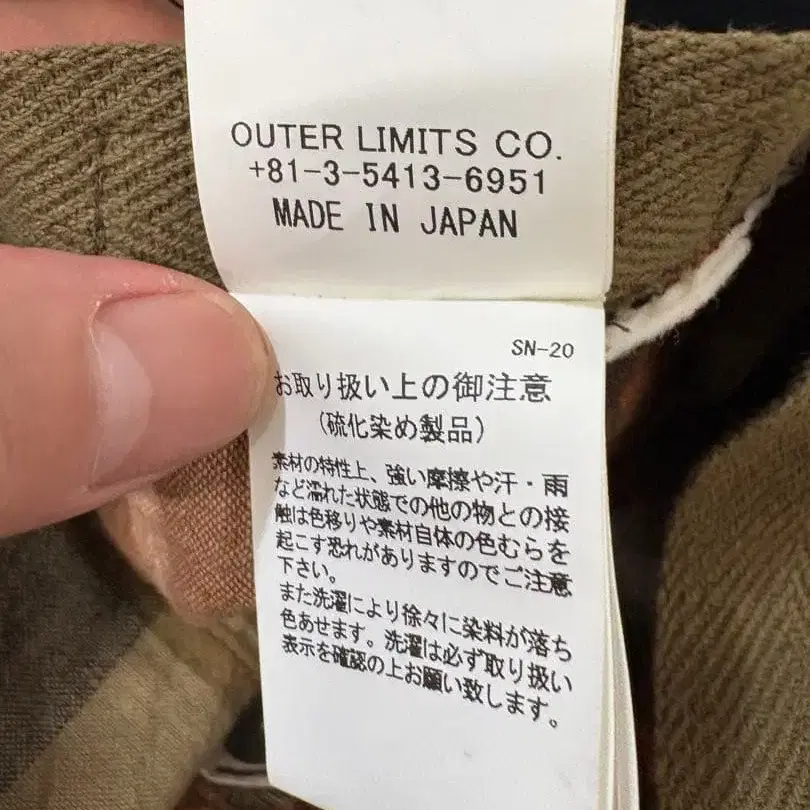 OUTER LIMITS CO.
+81-3-5413-6951
MADE IN JAPAN
SN-20
お取り扱い上の御注意
(硫化染め製品)
素材の特性上、強い摩擦や汗・雨
など濡れた状態での他の物との接
触は色移りや素材自体の色むらを
起こす恐れがありますのでご注意
下さい。
また洗濯により徐々に染料が落ち
色あせます。洗濯は必ず取り扱い
表示を確認の上お願い致します。